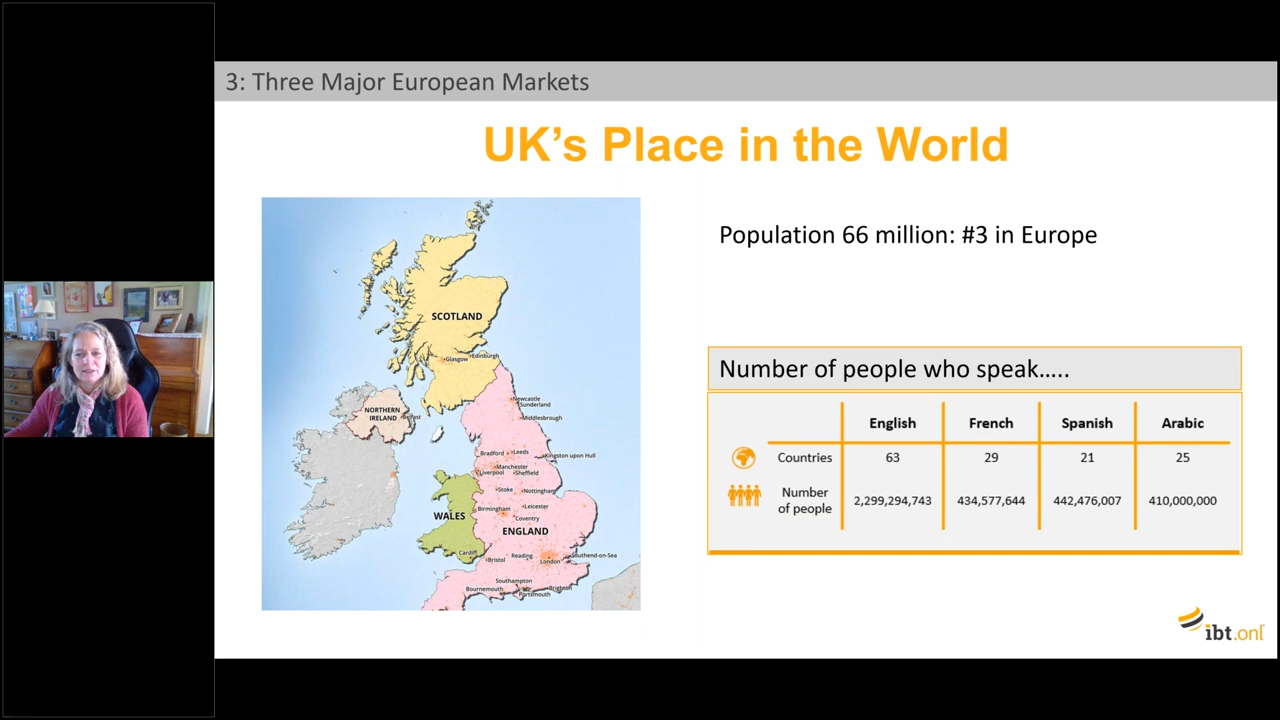 3: Three Major European Markets
UK’s Place in the World
SCOTLAND
Glasgow Edinburgh
NORTHERN
IRELAND
Belfast
Newcastle
Sunderland
Middlesbrough
Bradford Leeds
Kingston upon Hull
Manchester
Liverpool Sheffield
Stoke Nottingham
WALES
Birmingham
Leicester
Coventry
ENGLAND
Cardiff
Bristol
Reading
London
Southend-on-Sea
Southampton
Bournemouth
Portsmouth
Brighton
Population 66 million: #3 in Europe
Number of people who speak…..
English French Spanish Arabic
Countries 63 29 21 25
Number
of people 2,299,294,743 434,577,644 442,476,007 410,000,000
ibt.onl